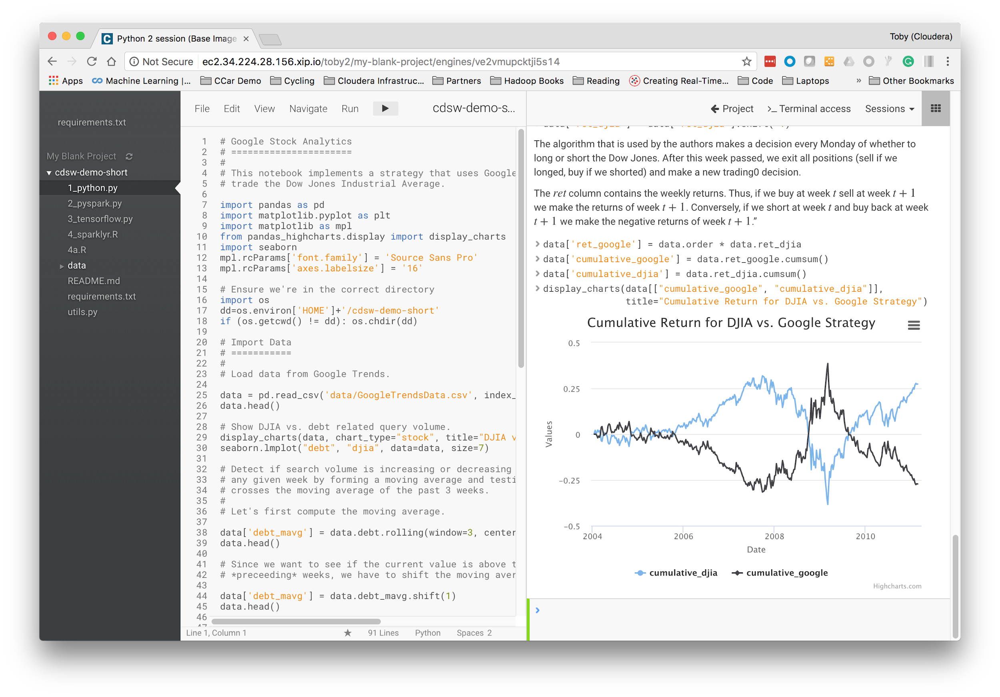 Python 2 session (Base Image
Toby (Cloudera)
Not Secure
ec2.34.224.28.156.xip.io/toby2/my-blank-project/engines/ve2vmupcktji5s14
Apps
Machine Learning |...
CCar Demo
Cycling
Cloudera Infrastruc...
Partners
Hadoop Books
Reading
Creating Real-Time...
Code
Laptops
»
Other Bookmarks
requirements.txt
My Blank Project
cdsw-demo-short
1_python.py
2_pyspark.py
3_tensorflow.py
4_sparklyr.R
4a.R
data
README.md
requirements.txt
utils.py
File Edit View Navigate Run
cdsw-demo-s...
1 # Google Stock Analytics
2 # ======================
3 #
4 # This notebook implements a strategy that uses Google
5 # trade the Dow Jones Industrial Average.
6
7 import pandas as pd
8 import matplotlib.pyplot as plt
9 import matplotlib as mpl
10 from pandas_highcharts.display import display_charts
11 import seaborn
12 mpl.rcParams['font.family'] = 'Source Sans Pro'
13 mpl.rcParams['axes.labelsize'] = '16'
14
15 # Ensure we're in the correct directory
16 import os
17 dd=os.environ['HOME']+'/cdsw-demo-short'
18 if (os.getcwd() != dd): os.chdir(dd)
19
20 # Import Data
21 # ===========
22 #
23 # Load data from Google Trends.
24
25 data = pd.read_csv('data/GoogleTrendsData.csv', index_
26 data.head()
27
28 # Show DJIA vs. debt related query volume.
29 display_charts(data, chart_type="stock", title="DJIA v
30 seaborn.lmplot("debt", "djia", data=data, size=7)
31
32 # Detect if search volume is increasing or decreasing
33 # any given week by forming a moving average and testi
34 # crosses the moving average of the past 3 weeks.
35 #
36 # Let's first compute the moving average.
37
38 data['debt_mavg'] = data.debt.rolling(window=3, center
39 data.head()
40
41 # Since we want to see if the current value is above t
42 # *preceeding* weeks, we have to shift the moving aver
43
44 data['debt_mavg'] = data.debt_mavg.shift(1)
45 data.head()
46
Line 1, Column 1
91 Lines
Python
Spaces 2
Project
Terminal access
Sessions
The algorithm that is used by the authors makes a decision every Monday of whether to
long or short the Dow Jones. After this week passed, we exit all positions (sell if we
longed, buy if we shorted) and make a new trading0 decision.
The ret column contains the weekly returns. Thus, if we buy at week t sell at week t + 1
we make the returns of week t + 1. Conversely, if we short at week t and buy back at week
t + 1 we make the negative returns of week t + 1.”
data['ret_google'] = data.order * data.ret_djia
data['cumulative_google'] = data.ret_google.cumsum()
data['cumulative_djia'] = data.ret_djia.cumsum()
display_charts(data[["cumulative_google", "cumulative_djia"]],
title="Cumulative Return for DJIA vs. Google Strategy")
Cumulative Return for DJIA vs. Google Strategy
0.5
0.25
0
−0.25
−0.5
Values
2004 2006 2008 2010
Date
cumulative_djia
cumulative_google
Highcharts.com